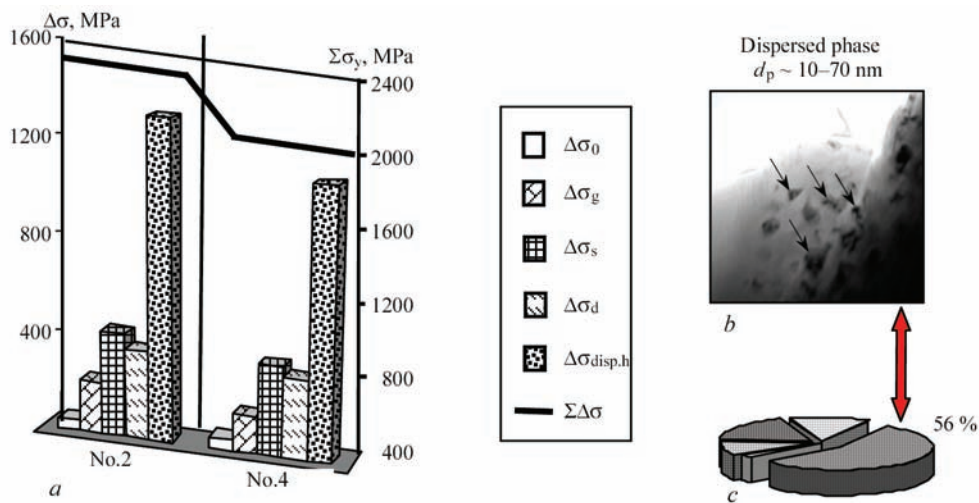 Δσ, MPa
1600
1200
800
400
Σσy, MPa
2400
2000
1600
1200
800
400
No.2
No.4
a
Δσ0
Δσg
Δσs
Δσd
Δσdisp.h
ΣΔσ
Dispersed phase
dp ~ 10–70 nm
b
56 %
c